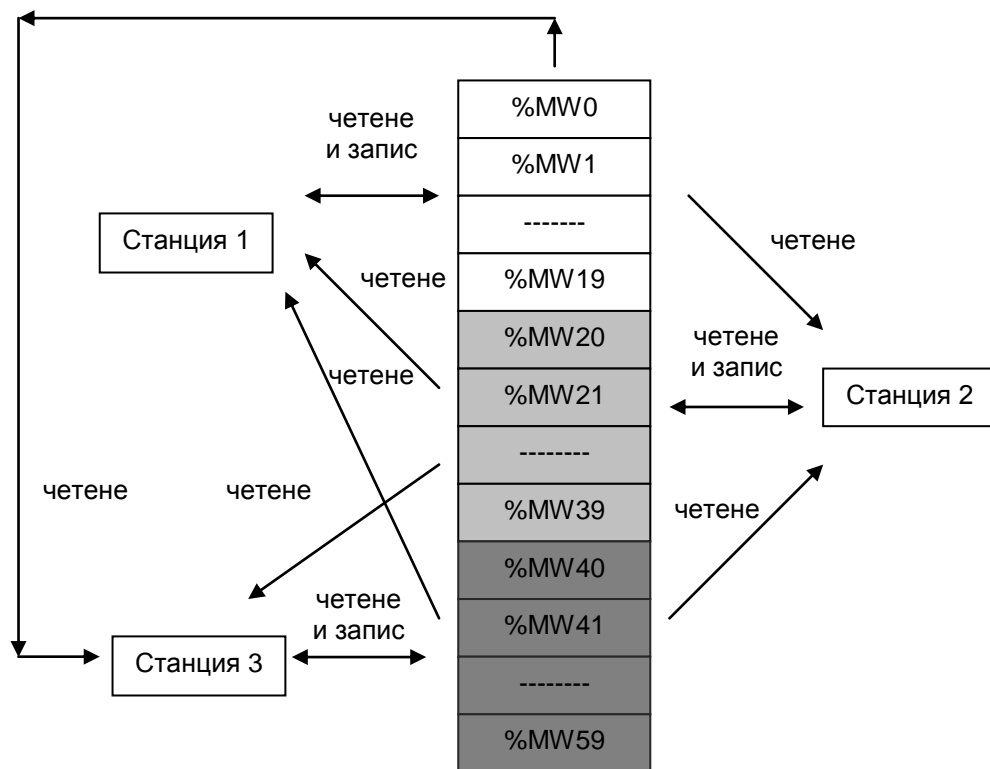 %MW0
четене
и запис
%MW1
-------
Станция 1
четене
четене
%MW19
%MW20
четене
и запис
четене
%MW21
Станция 2
--------
четене
четене
%MW39
четене
%MW40
четене
и запис
%MW41
Станция 3
--------
%MW59